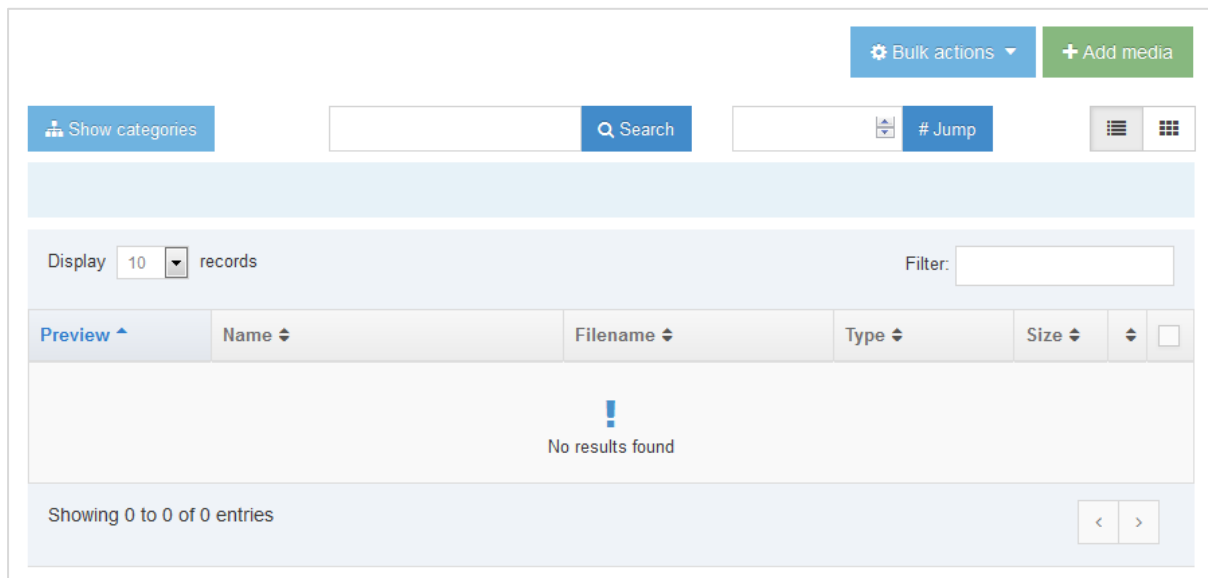 Bulk actions
Add media
Show categories
Search
# Jump
Display 10 records
Filter:
Preview Name Filename Type Size
No results found
Showing 0 to 0 of 0 entries